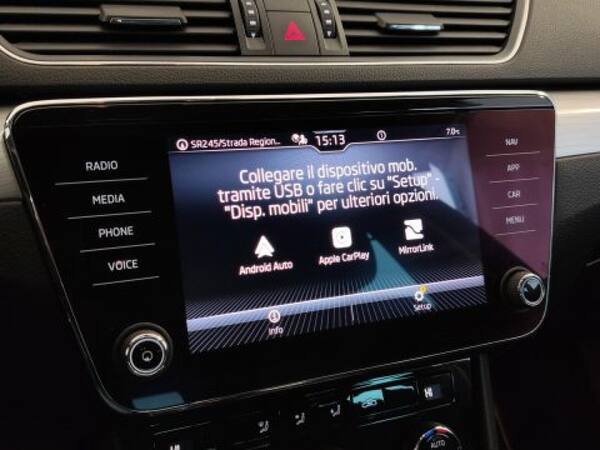 SR245/Strada Region... 15:13 7.0°C
Collegare il dispositivo mob.
tramite USB o fare clic su "Setup" -
"Disp. mobili" per ulteriori opzioni.
Android Auto Apple CarPlay MirrorLink
Info Setup
RADIO
MEDIA
PHONE
VOICE
NAV
APP
CAR
MENU
AUTO